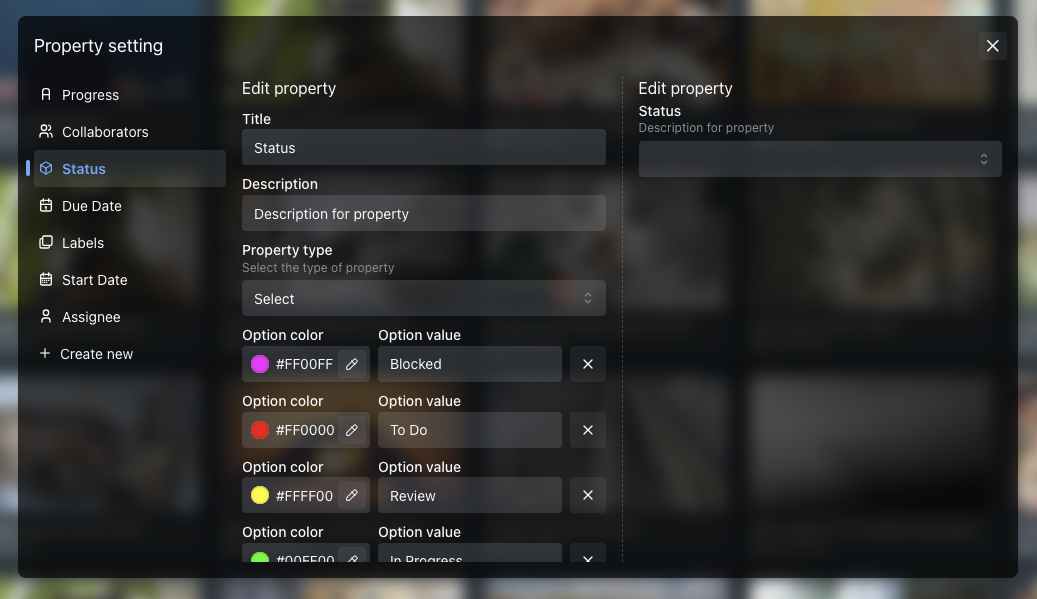 Property setting
Progress
Collaborators
Status
Due Date
Labels
Start Date
Assignee
Create new
Edit property
Title
Status
Description
Description for property
Property type
Select the type of property
Select
Option color Option value
#FF00FF Blocked
Option color Option value
#FF0000 To Do
Option color Option value
#FFFF00 Review
Option color Option value
#00FF00 In Progress
Edit property
Status
Description for property